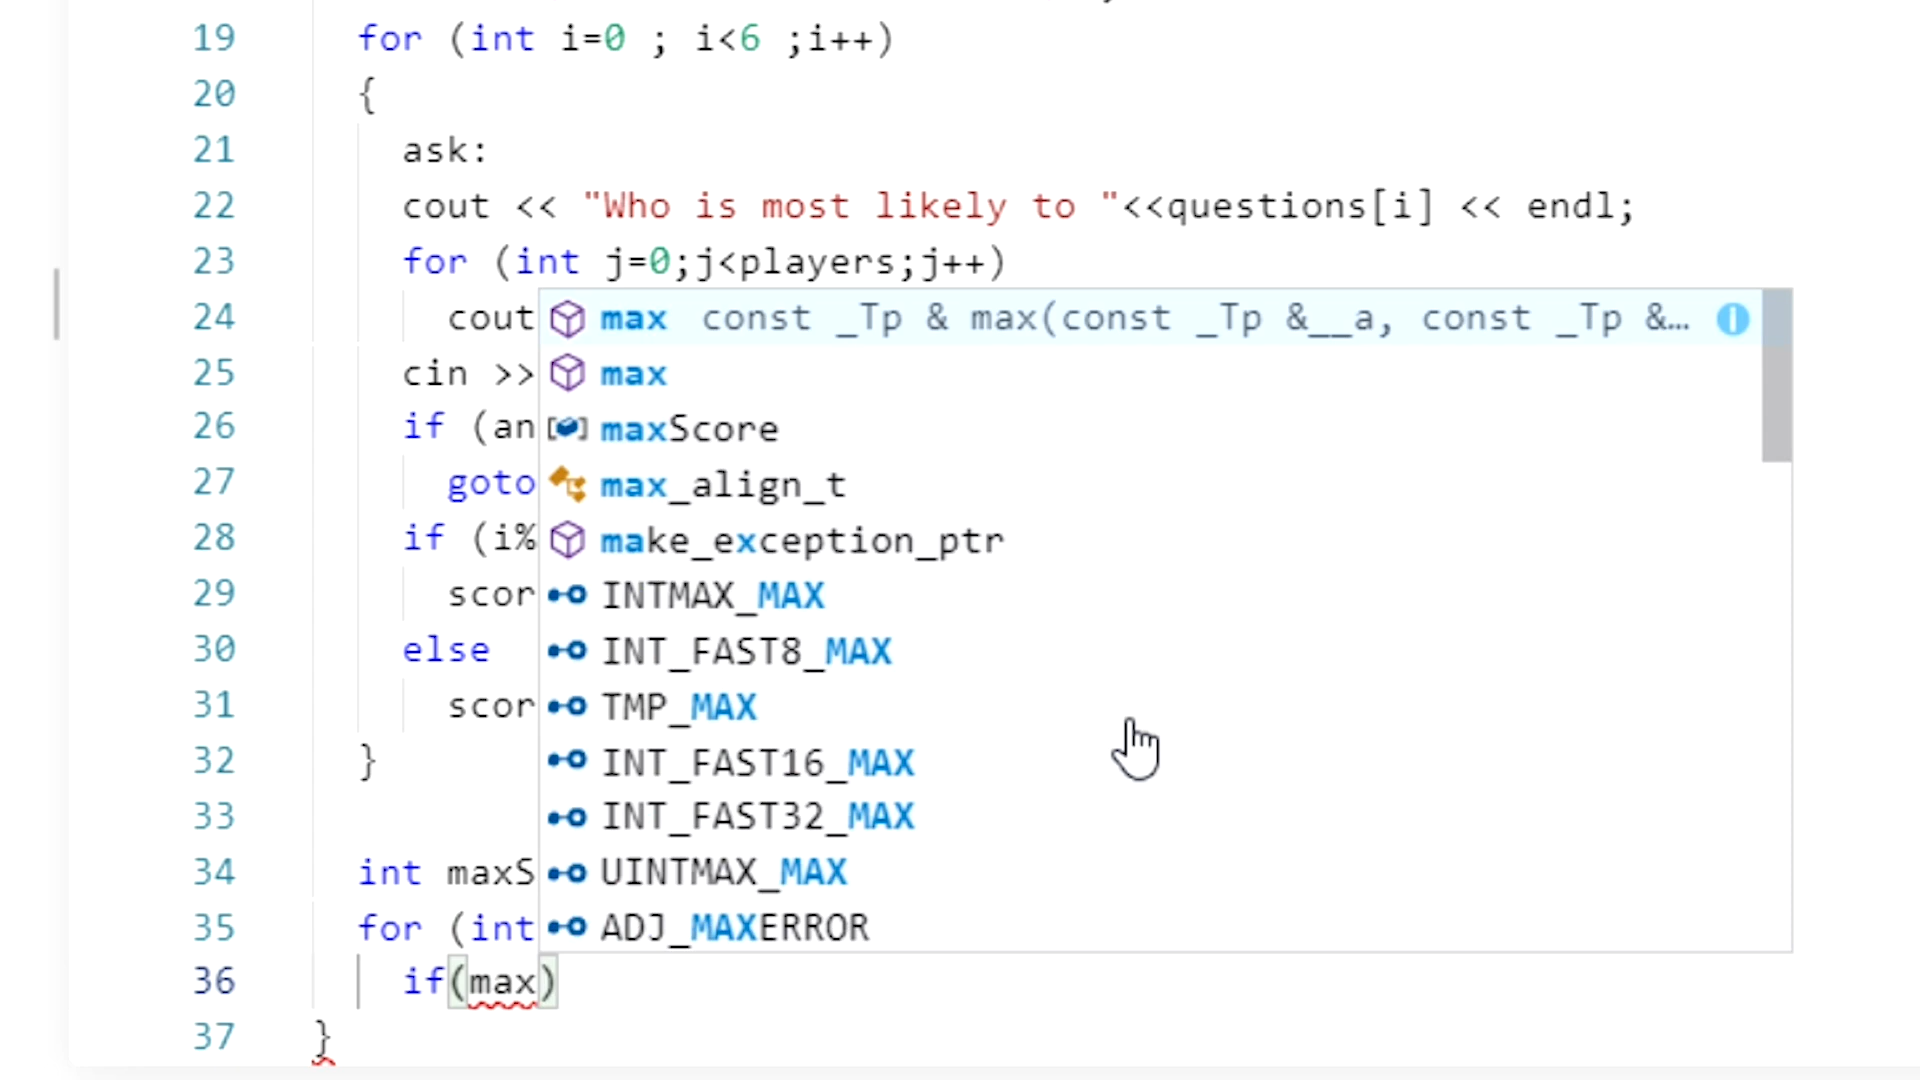 19 for (int i=0 ; i<6 ;i++)
20 {
21 ask:
22 cout << "Who is most likely to "<<questions[i] << endl;
23 for (int j=0;j<players;j++)
24 cout max const _Tp & max(const _Tp &__a, const _Tp &…
25 cin >> max
26 if (an maxScore
27 goto max_align_t
28 if (i% make_exception_ptr
29 scor INTMAX_MAX
30 else INT_FAST8_MAX
31 scor TMP_MAX
32 } INT_FAST16_MAX
33 INT_FAST32_MAX
34 int maxS UINTMAX_MAX
35 for (int ADJ_MAXERROR
36 if(max)
37 }